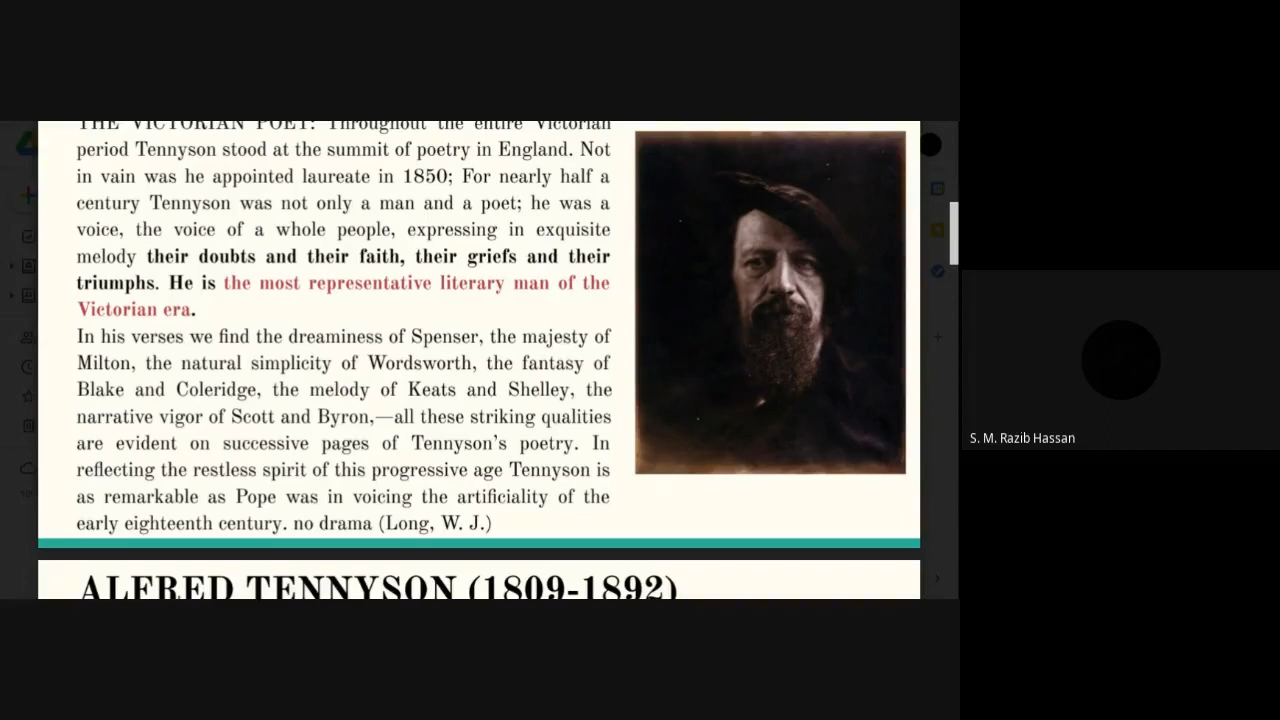 THE VICTORIAN POET: Throughout the entire Victorian
period Tennyson stood at the summit of poetry in England. Not
in vain was he appointed laureate in 1850; For nearly half a
century Tennyson was not only a man and a poet; he was a
voice, the voice of a whole people, expressing in exquisite
melody their doubts and their faith, their griefs and their
triumphs. He is the most representative literary man of the
Victorian era.
In his verses we find the dreaminess of Spenser, the majesty of
Milton, the natural simplicity of Wordsworth, the fantasy of
Blake and Coleridge, the melody of Keats and Shelley, the
narrative vigor of Scott and Byron,—all these striking qualities
are evident on successive pages of Tennyson's poetry. In
reflecting the restless spirit of this progressive age Tennyson is
as remarkable as Pope was in voicing the artificiality of the
early eighteenth century. no drama (Long, W. J.)
ALFRED TENNYSON (1809-1892)
S. M. Razib Hassan